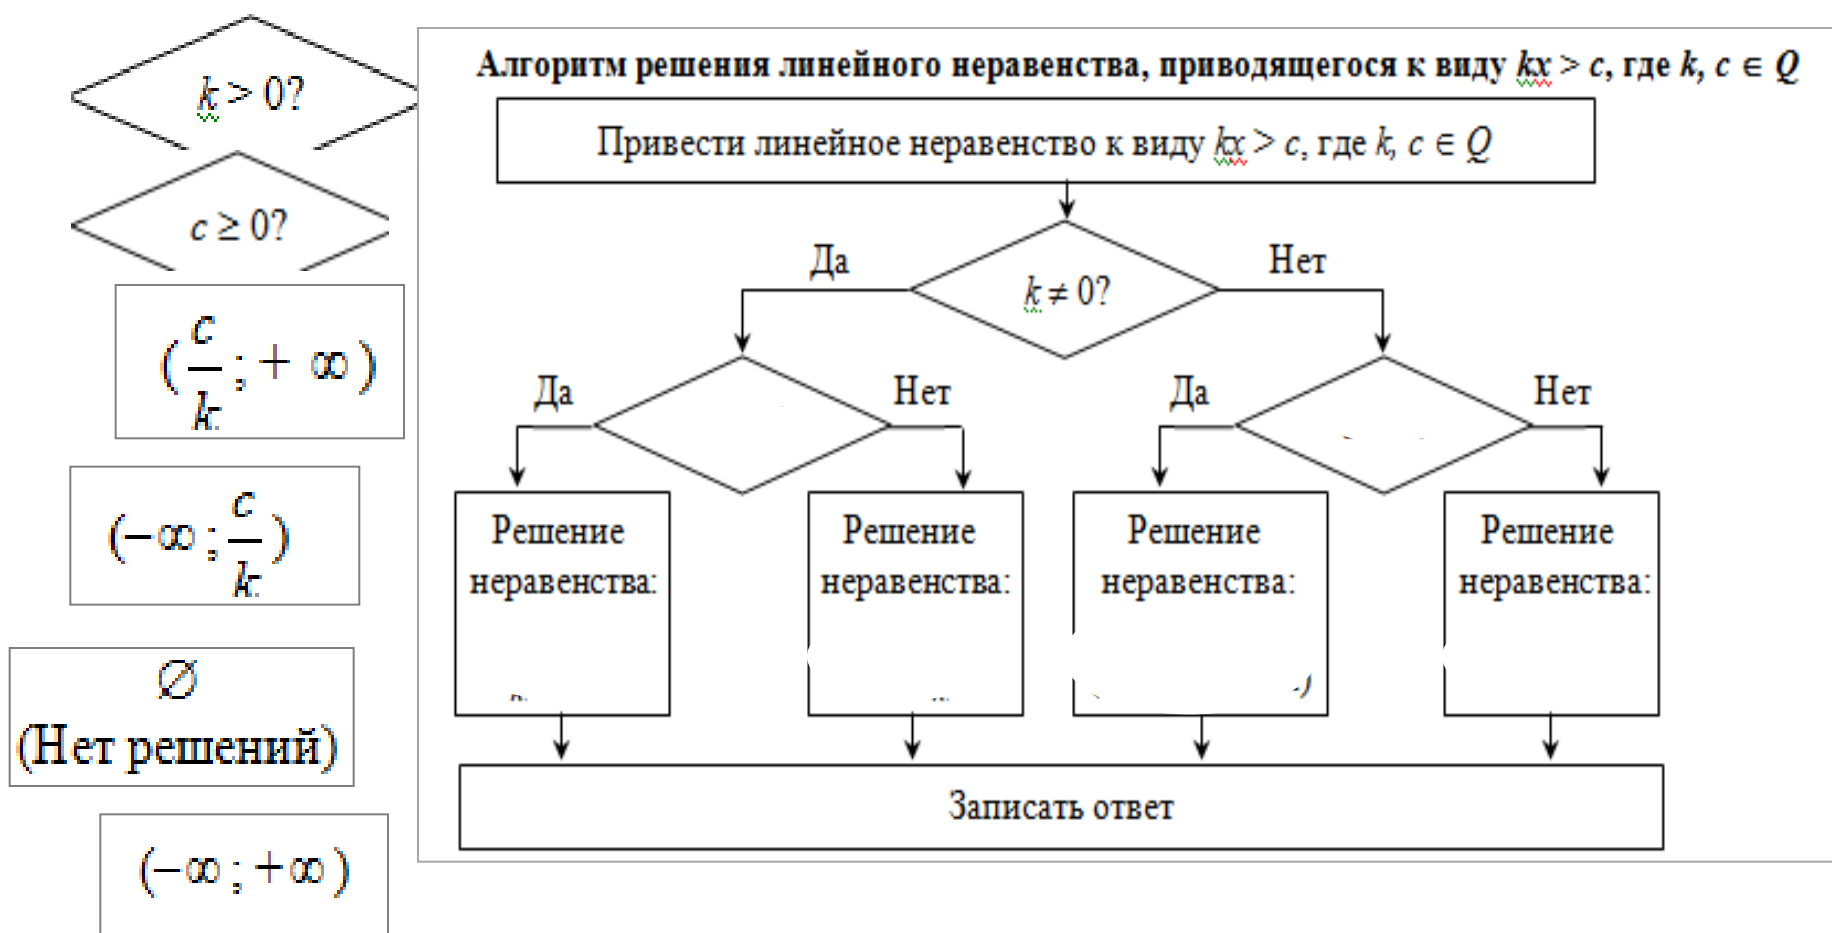 k > 0?
c ≥ 0?
(c/k; + ∞)
(−∞; c/k)
∅
(Нет решений)
(−∞; +∞)
Алгоритм решения линейного неравенства, приводящегося к виду kx > c, где k, c ∈ Q
Привести линейное неравенство к виду kx > c, где k, c ∈ Q
Да
Нет
k ≠ 0?
Да
Нет
Да
Нет
Решение
неравенства:
Решение
неравенства:
Решение
неравенства:
Решение
неравенства:
Записать ответ